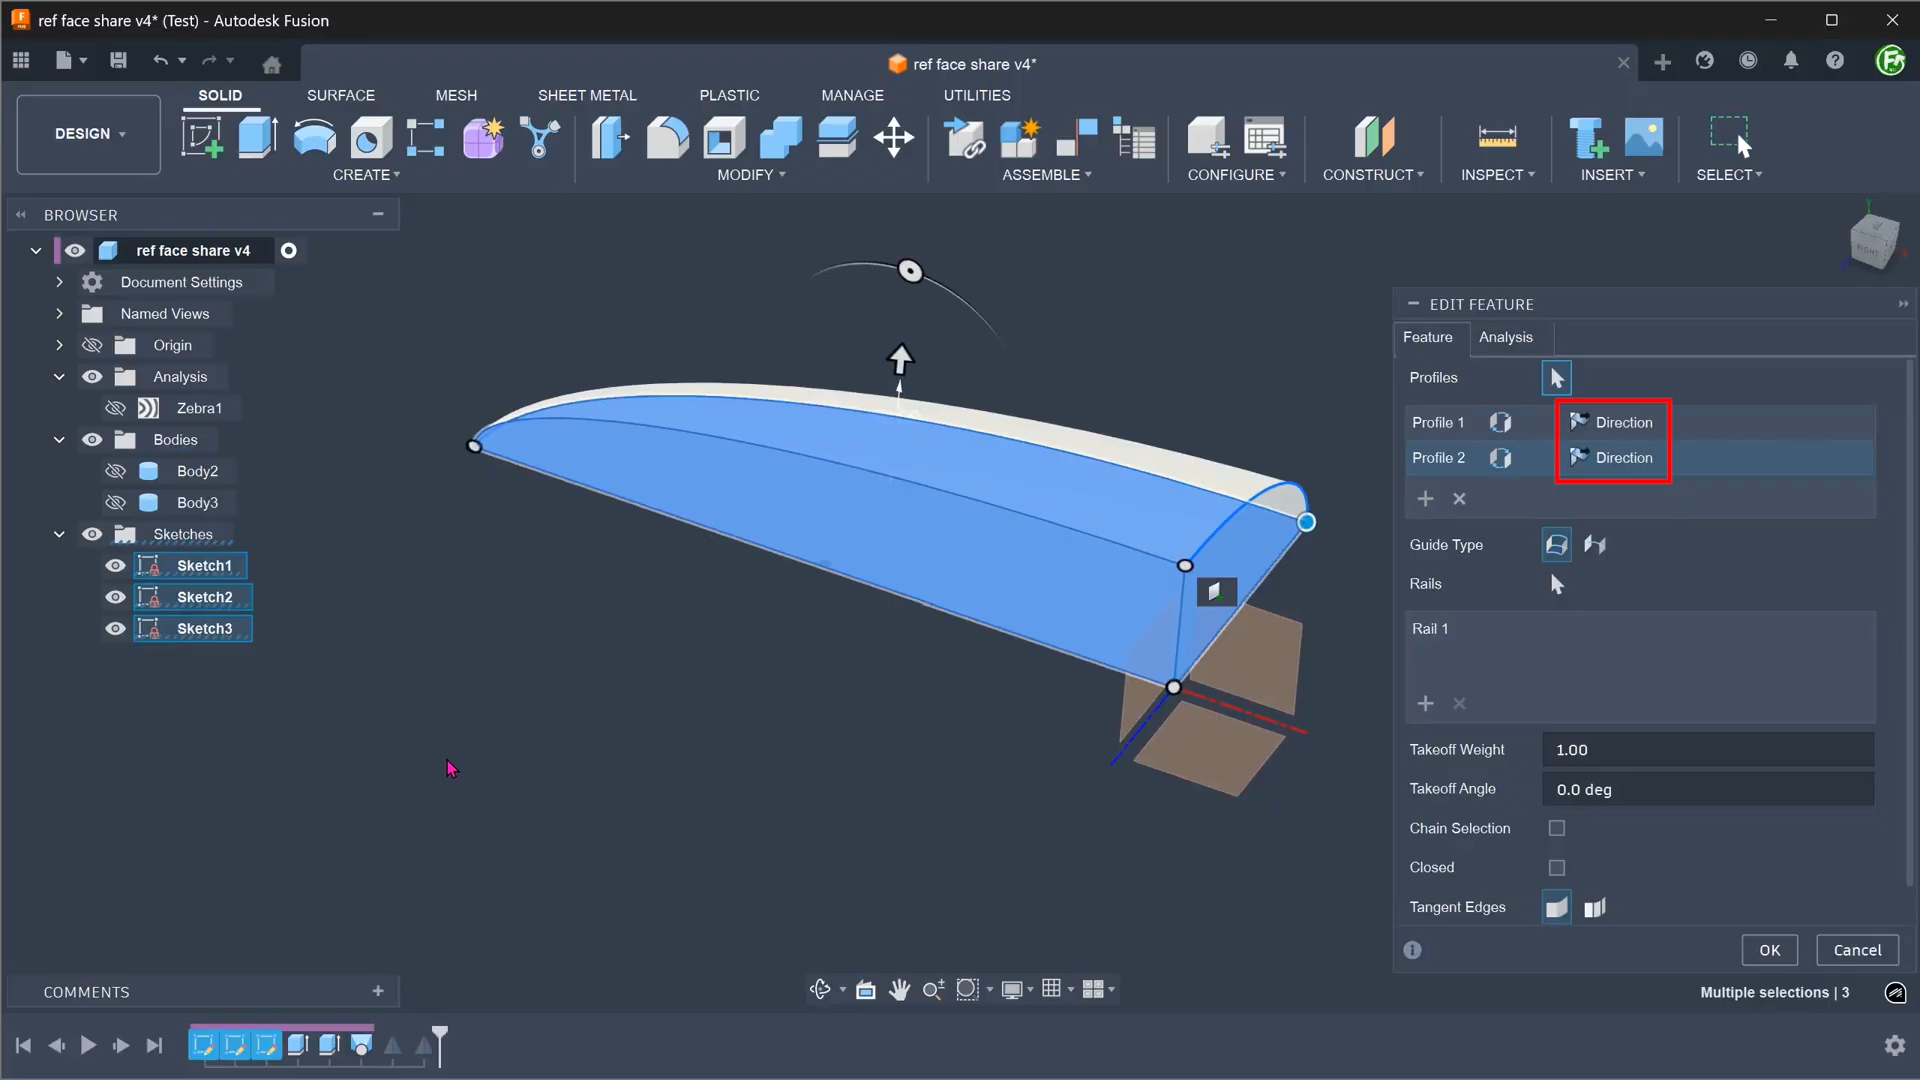 ref face share v4* (Test) - Autodesk Fusion
ref face share v4*
SOLID SURFACE MESH SHEET METAL PLASTIC MANAGE UTILITIES
DESIGN
CREATE MODIFY ASSEMBLE CONFIGURE CONSTRUCT INSPECT INSERT SELECT
BROWSER
ref face share v4
Document Settings
Named Views
Origin
Analysis
Zebra1
Bodies
Body2
Body3
Sketches
Sketch1
Sketch2
Sketch3
RIGHT
EDIT FEATURE
Feature Analysis
Profiles
Profile 1 Direction
Profile 2 Direction
Guide Type
Rails
Rail 1
Takeoff Weight 1.00
Takeoff Angle 0.0 deg
Chain Selection
Closed
Tangent Edges
OK Cancel
COMMENTS
Multiple selections | 3